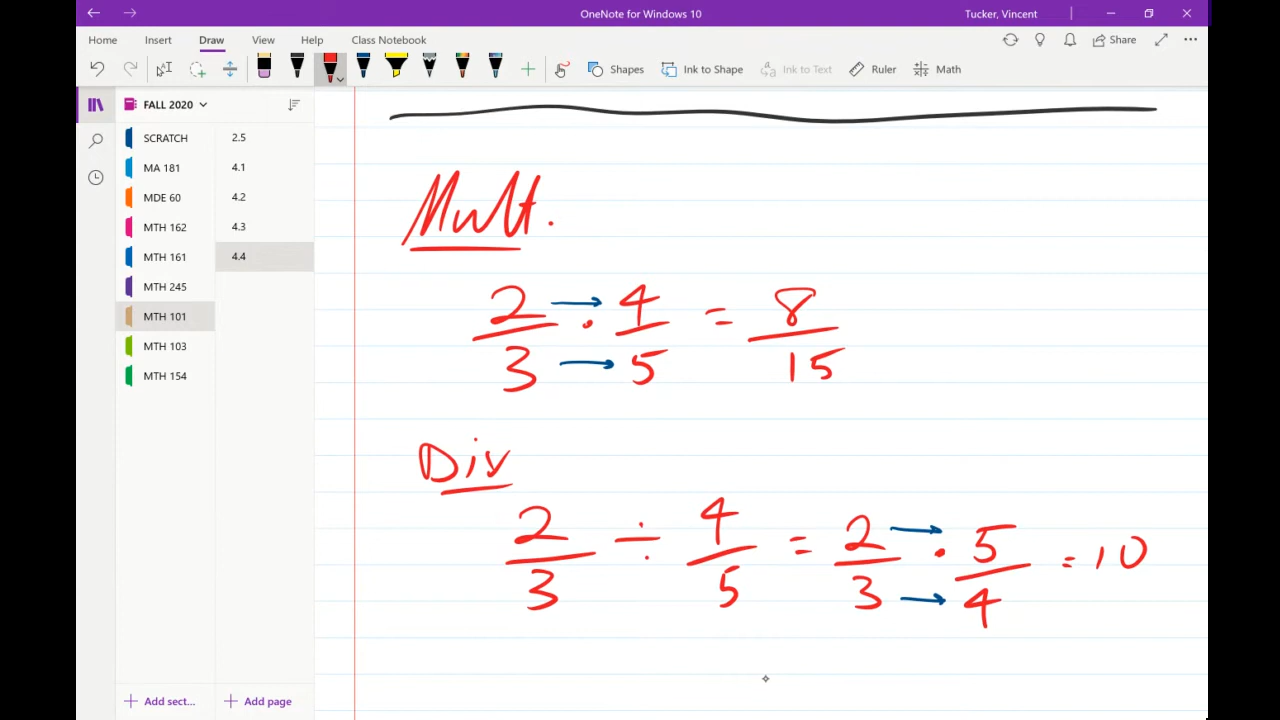 OneNote for Windows 10
Tucker, Vincent
Home Insert Draw View Help Class Notebook
Share
Shapes Ink to Shape Ink to Text Ruler Math
FALL 2020
SCRATCH
MA 181
MDE 60
MTH 162
MTH 161
MTH 245
MTH 101
MTH 103
MTH 154
2.5
4.1
4.2
4.3
4.4
Mult.
2/3 · 4/5 = 8/15
Div
2/3 ÷ 4/5 = 2/3 · 5/4 = 10
Add sect... Add page